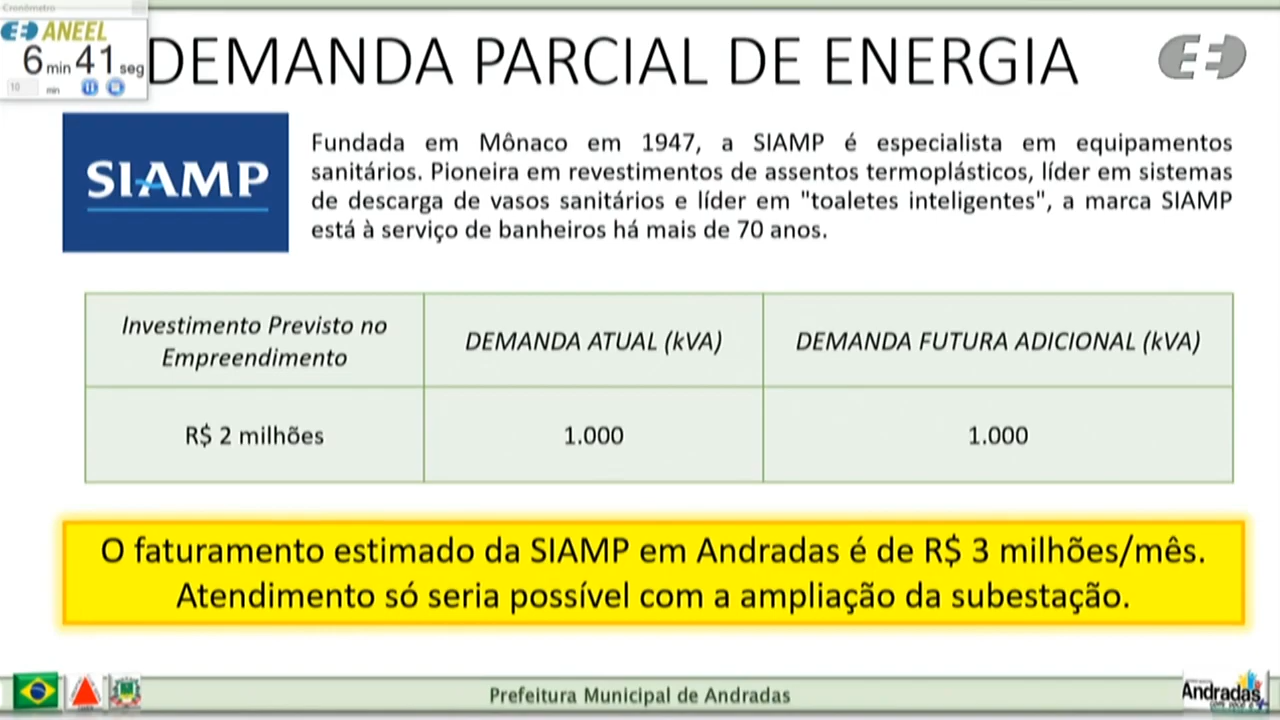 Cronômetro
ANEEL
6 min 41 seg
10 min
DEMANDA PARCIAL DE ENERGIA
SIAMP
Fundada em Mônaco em 1947, a SIAMP é especialista em equipamentos
sanitários. Pioneira em revestimentos de assentos termoplásticos, líder em sistemas
de descarga de vasos sanitários e líder em "toaletes inteligentes", a marca SIAMP
está à serviço de banheiros há mais de 70 anos.
Investimento Previsto no
Empreendimento
DEMANDA ATUAL (kVA)
DEMANDA FUTURA ADICIONAL (kVA)
R$ 2 milhões
1.000
1.000
O faturamento estimado da SIAMP em Andradas é de R$ 3 milhões/mês.
Atendimento só seria possível com a ampliação da subestação.
Prefeitura Municipal de Andradas
Andradas